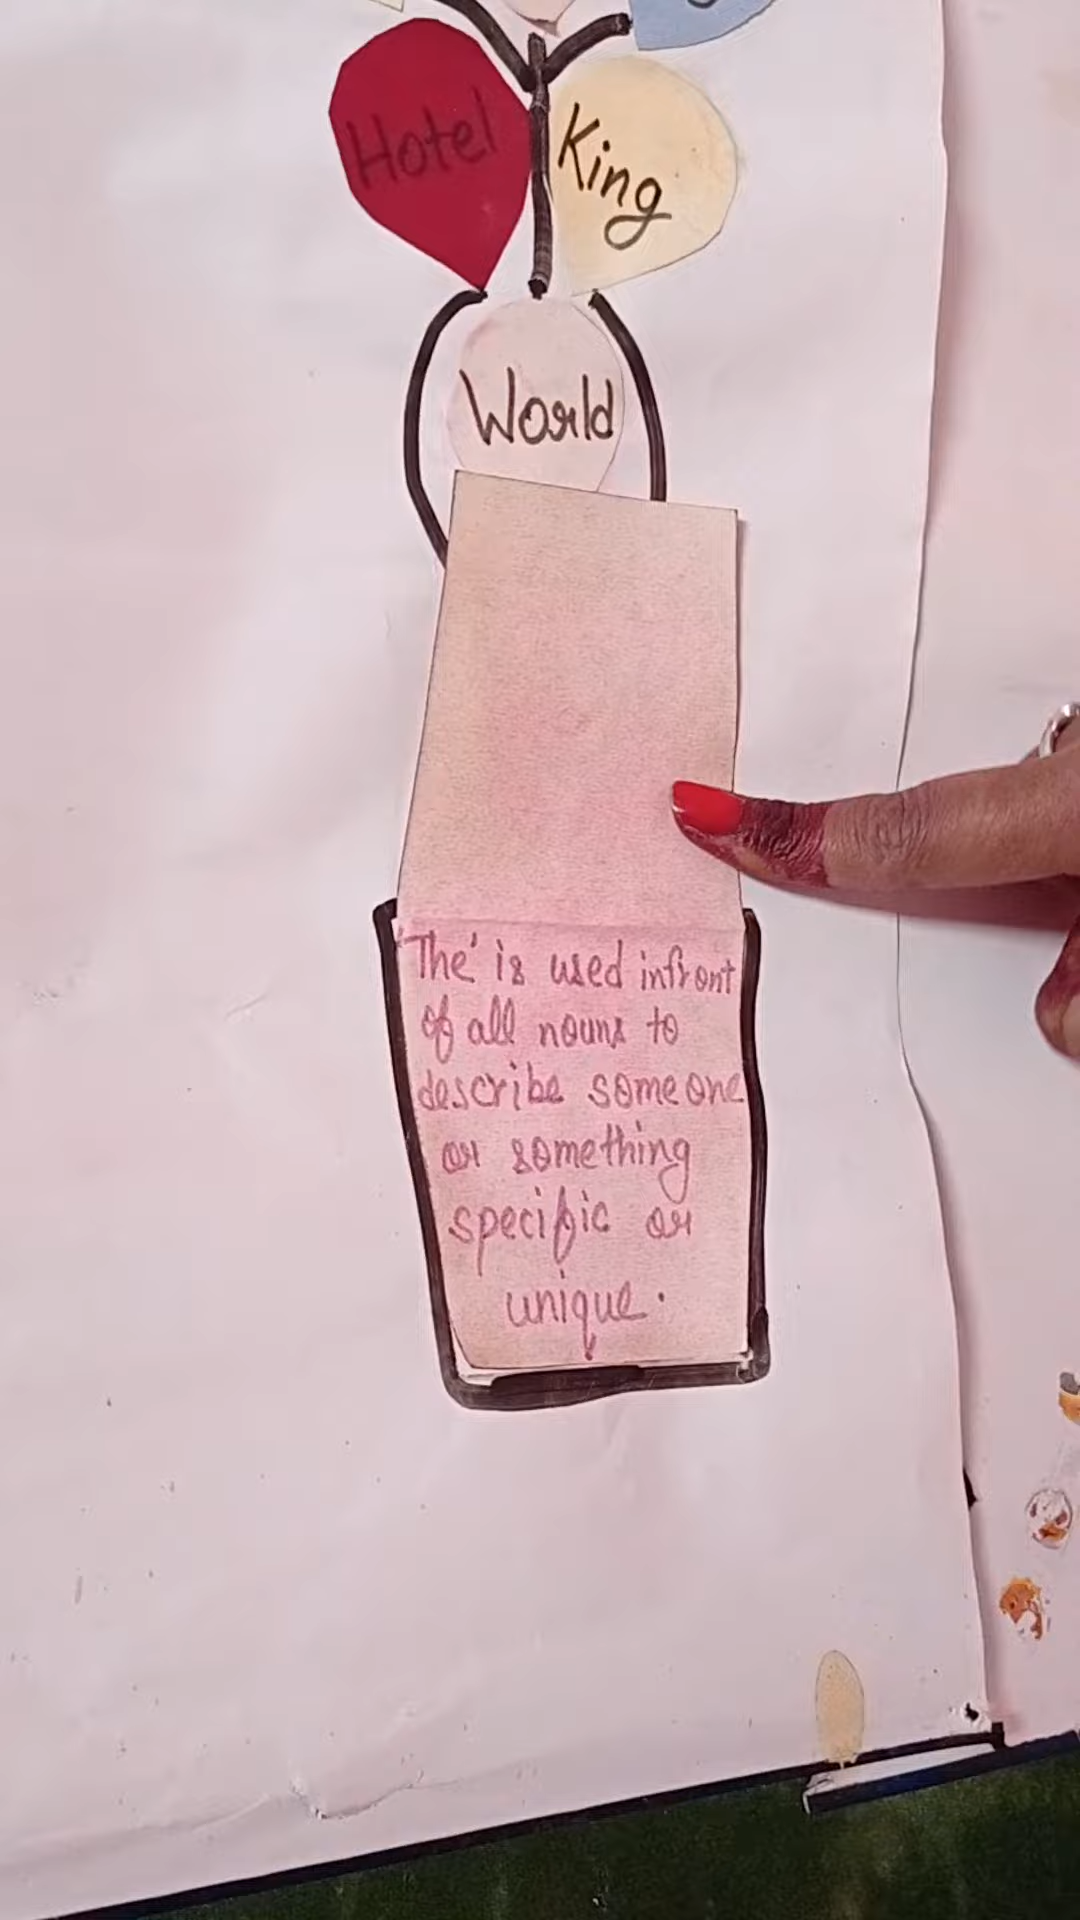 Hotel
King
World
'The' is used infront
of all nouns to
describe someone
or something
specific or
unique.